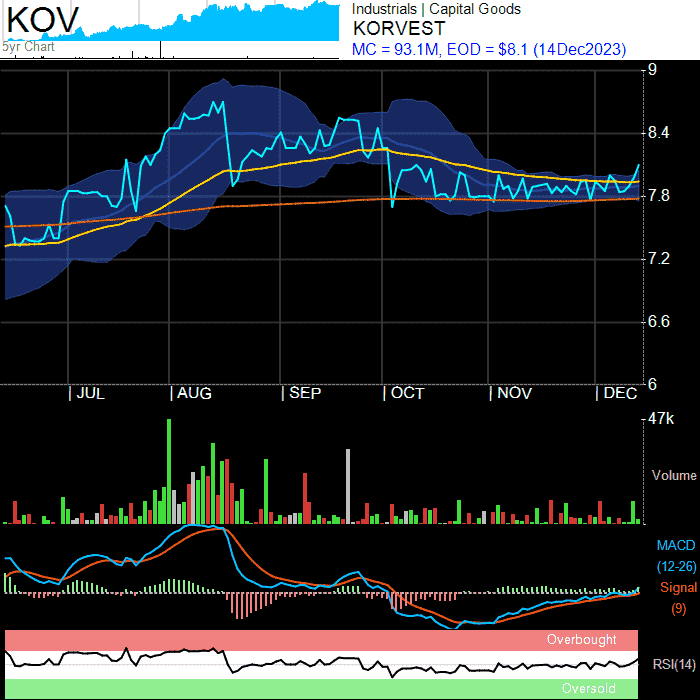 KOV
5yr Chart
Industrials | Capital Goods
KORVEST
MC = 93.1M, EOD = $8.1 (14Dec2023)
9
8.4
7.8
7.2
6.6
6
JUL
AUG
SEP
OCT
NOV
DEC
47k
Volume
MACD
(12-26)
Signal
(9)
Overbought
RSI(14)
Oversold